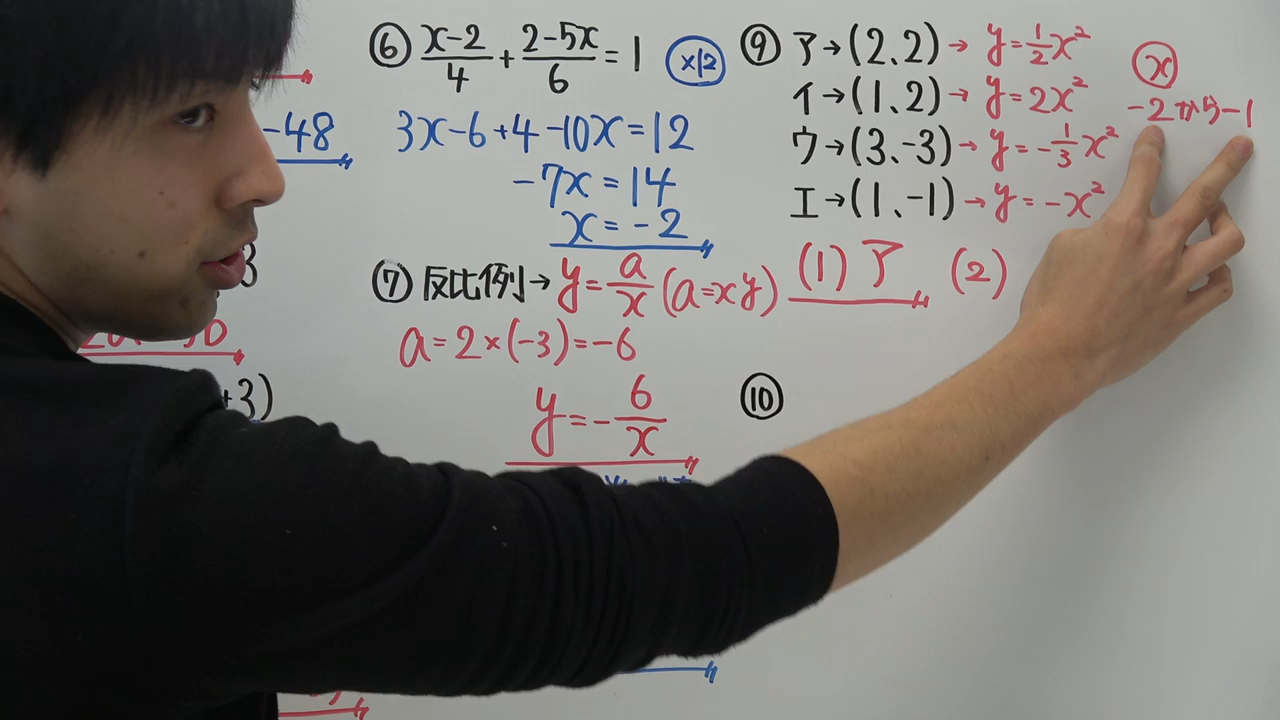 -48
3
+3)
⑥ (x-2)/4 + (2-5x)/6 = 1 ×12
3x-6+4-10x=12
-7x=14
x=-2
⑦ 反比例→ y=a/x (a=xy)
a=2×(-3)=-6
y=-6/x
⑨ ア→(2、2)→ y=1/2x²
イ→(1、2)→ y=2x²
ウ→(3、-3)→ y=-1/3x²
エ→(1、-1)→ y=-x²
x
-2から-1
(1) ア (2)
⑩